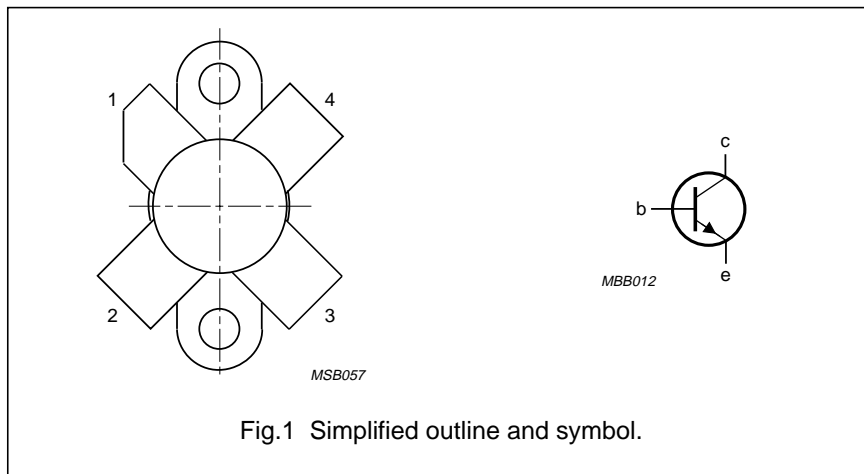 1
4
2
3
MSB057
c
b
e
MBB012
Fig.1 Simplified outline and symbol.